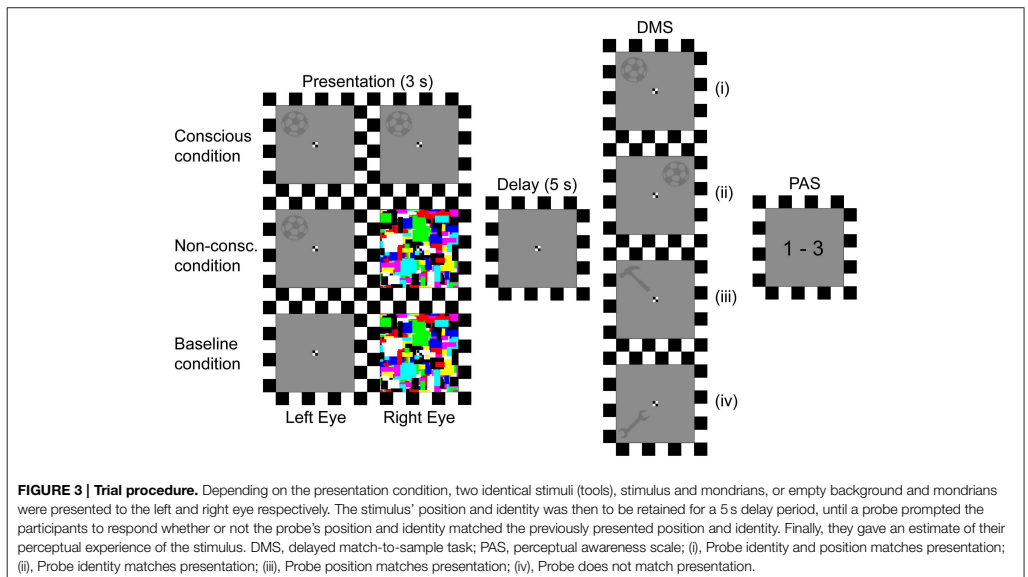 DMS
Presentation (3 s)
(i)
Conscious
condition
Delay (5 s)
(ii)
PAS
Non-consc.
condition
1 - 3
(iii)
Baseline
condition
(iv)
Left Eye
Right Eye
FIGURE 3 | Trial procedure. Depending on the presentation condition, two identical stimuli (tools), stimulus and mondrians, or empty background and mondrians
were presented to the left and right eye respectively. The stimulus' position and identity was then to be retained for a 5 s delay period, until a probe prompted the
participants to respond whether or not the probe's position and identity matched the previously presented position and identity. Finally, they gave an estimate of their
perceptual experience of the stimulus. DMS, delayed match-to-sample task; PAS, perceptual awareness scale; (i), Probe identity and position matches presentation;
(ii), Probe identity matches presentation; (iii), Probe position matches presentation; (iv), Probe does not match presentation.